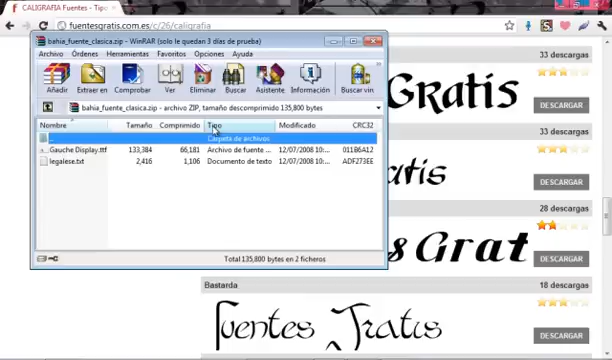 CALIGRAFIA Fuentes - Tipo
fuentesgratis.com.es/c/26/caligrafia
bahia_fuente_clasica.zip - WinRAR (solo le quedan 3 días de prueba)
Archivo Órdenes Herramientas Favoritos Opciones Ayuda
Añadir Extraer en Comprobar Ver Eliminar Buscar Asistente Información Buscar vin
bahia_fuente_clasica.zip - archivo ZIP, tamaño descomprimido 135,800 bytes
Nombre Tamaño Comprimido Tipo Modificado CRC32
.. Carpeta de archivos
Gauche Display.ttf 133,384 66,181 Archivo de fuente ... 12/07/2008 10:... 011B6A12
legalese.txt 2,416 1,106 Documento de texto 12/07/2008 10:... ADF273EE
Total 135,800 bytes en 2 ficheros
33 descargas
Gratis
DESCARGAR
33 descargas
atis
DESCARGAR
28 descargas
s Grat
DESCARGAR
Bastarda 18 descargas
Fuentes Gratis
DESCARGAR